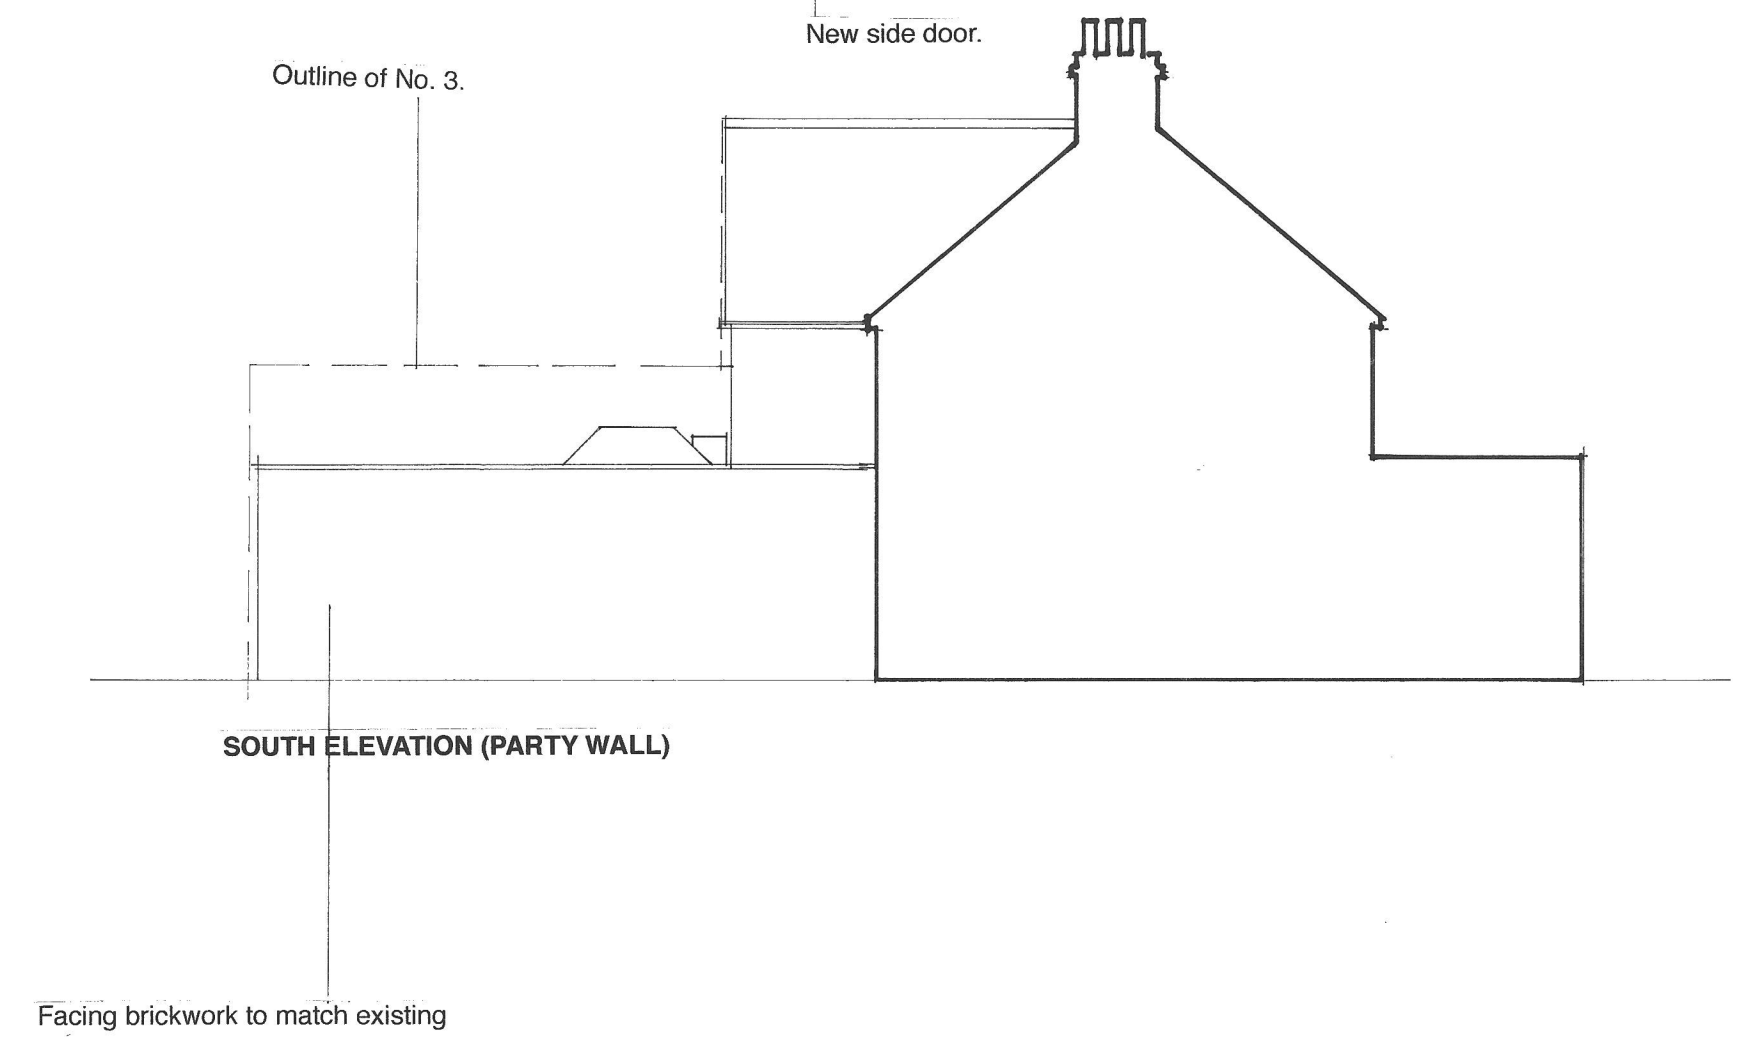 New side door.
Outline of No. 3.
SOUTH ELEVATION (PARTY WALL)
Facing brickwork to match existing